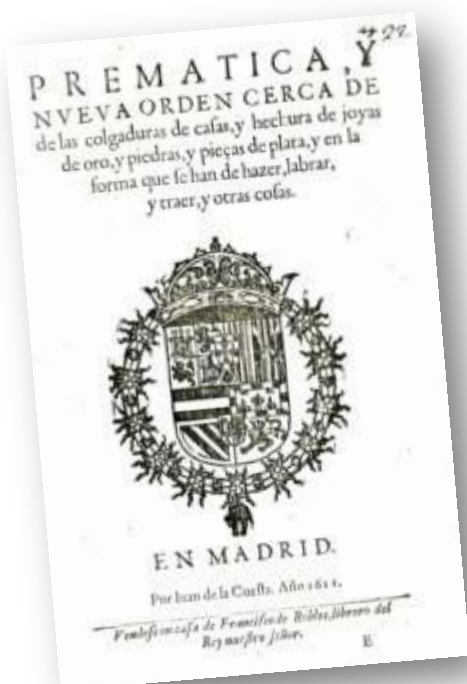 PREMATICA, Y
NVEVA ORDEN CERCA DE
de las colgaduras de casas, y hechura de joyas
de oro, y piedras, y pieças de plata, y en la
forma que se han de hazer, labrar,
y traer, y otras cosas.
EN MADRID.
Por Iuan de la Cuesta. Año 1611.
Vendese en casa de Francisco de Robles, librero del
Rey nuestro señor.
E